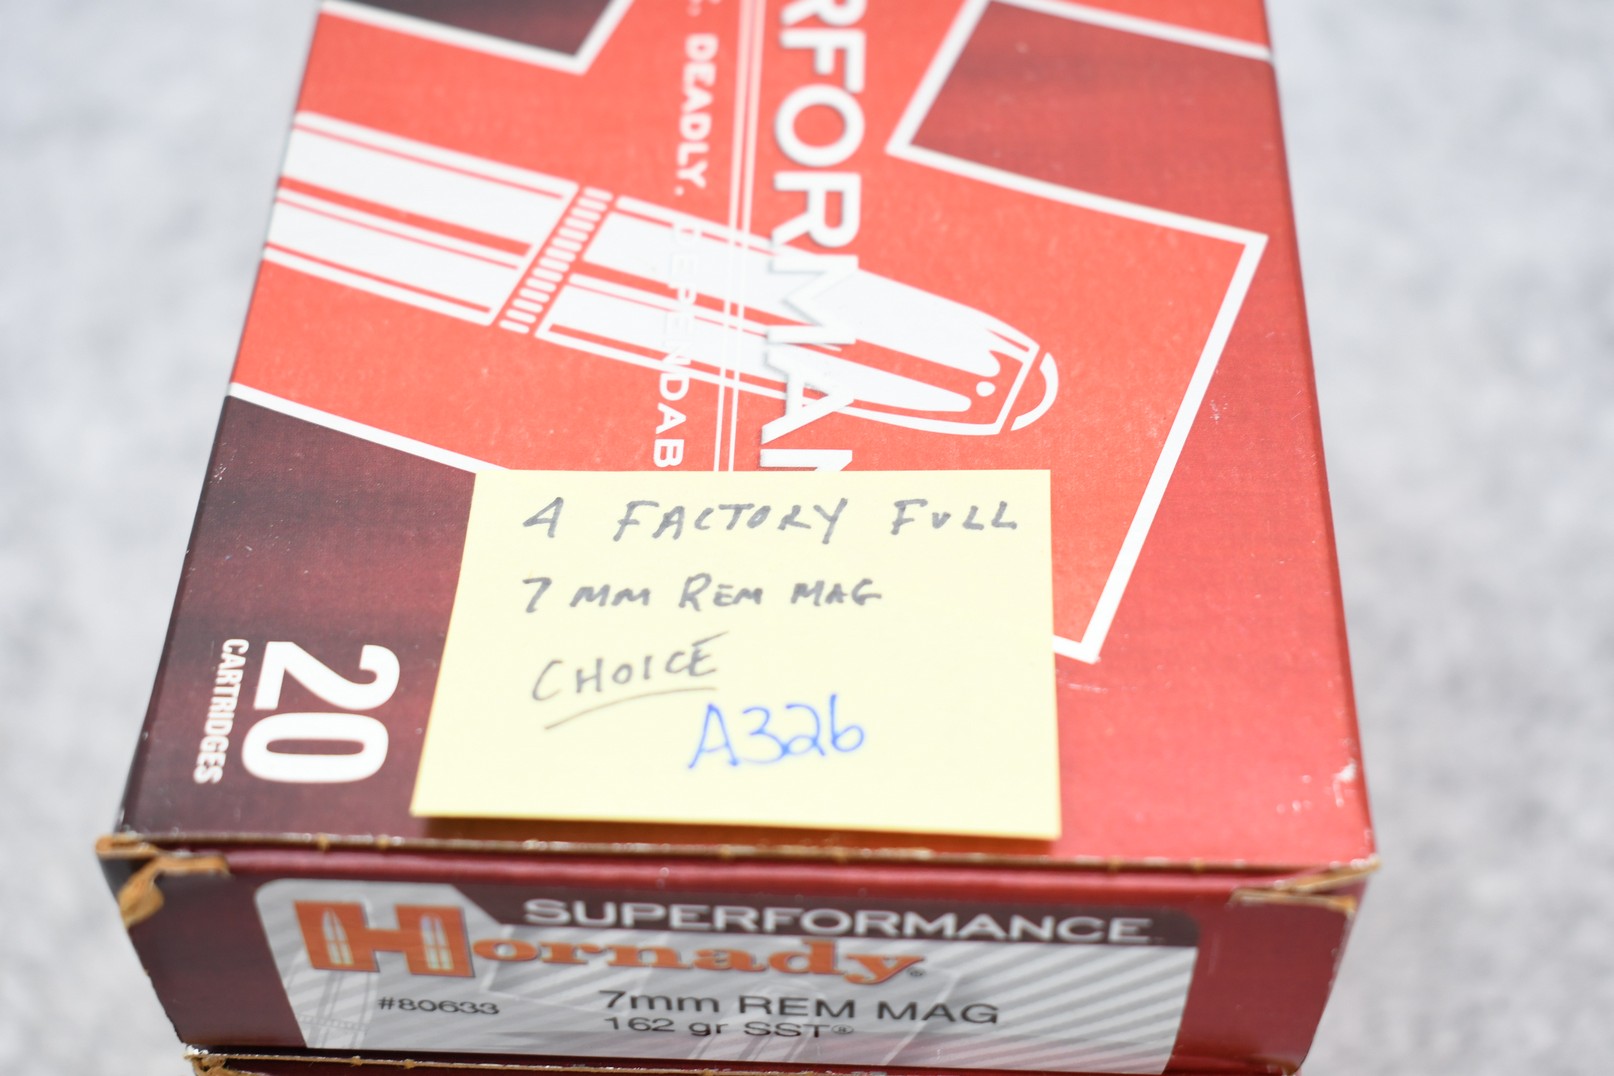 . DEADLY. DEPENDAB
RFORMAN
4 FACTORY FULL
7 MM REM MAG
CHOICE
A326
20
CARTRIDGES
SUPERFORMANCE
Hornady®
#80633
7mm REM MAG
162 gr SST®